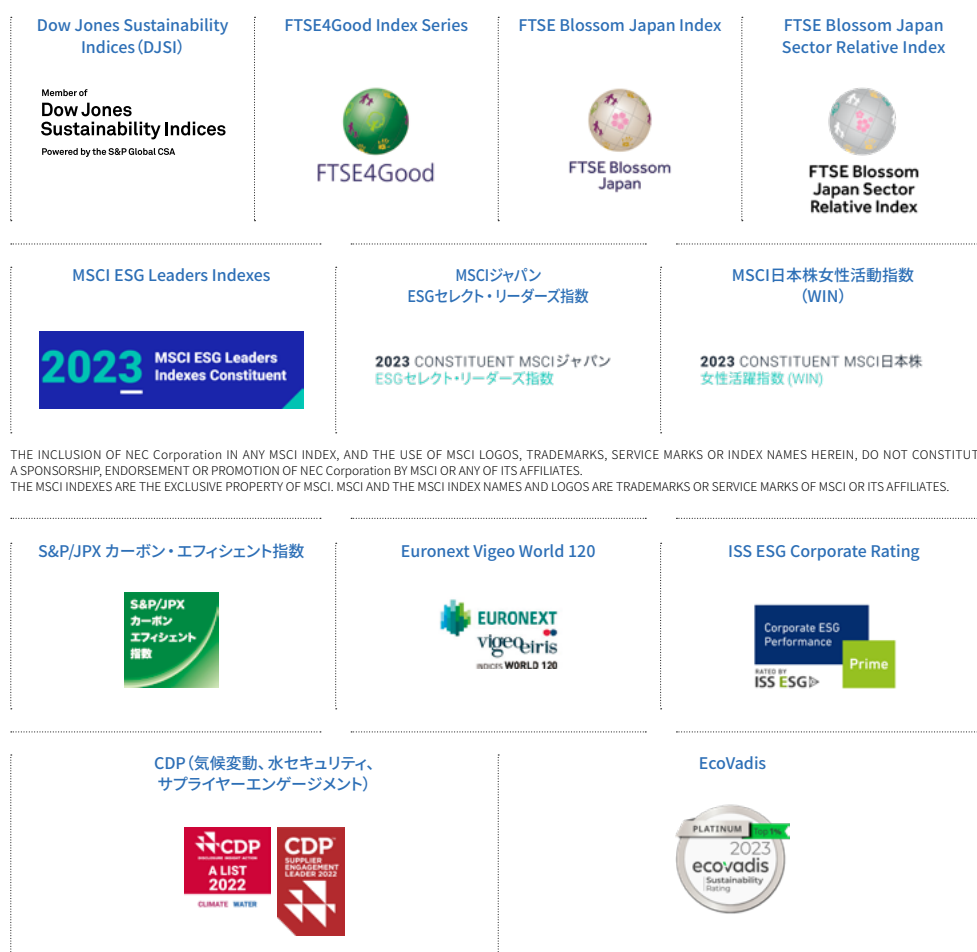 Dow Jones Sustainability
Indices（DJSI）
Member of
Dow Jones
Sustainability Indices
Powered by the S&P Global CSA
FTSE4Good Index Series
FTSE4Good
FTSE Blossom Japan Index
FTSE Blossom
Japan
FTSE Blossom Japan
Sector Relative Index
FTSE Blossom
Japan Sector
Relative Index
MSCI ESG Leaders Indexes
2023 MSCI ESG Leaders
Indexes Constituent
MSCIジャパン
ESGセレクト・リーダーズ指数
2023 CONSTITUENT MSCIジャパン
ESGセレクト・リーダーズ指数
MSCI日本株女性活動指数
（WIN）
2023 CONSTITUENT MSCI日本株
女性活躍指数 (WIN)
THE INCLUSION OF NEC Corporation IN ANY MSCI INDEX, AND THE USE OF MSCI LOGOS, TRADEMARKS, SERVICE MARKS OR INDEX NAMES HEREIN, DO NOT CONSTITUT
A SPONSORSHIP, ENDORSEMENT OR PROMOTION OF NEC Corporation BY MSCI OR ANY OF ITS AFFILIATES.
THE MSCI INDEXES ARE THE EXCLUSIVE PROPERTY OF MSCI. MSCI AND THE MSCI INDEX NAMES AND LOGOS ARE TRADEMARKS OR SERVICE MARKS OF MSCI OR ITS AFFILIATES.
S&P/JPX カーボン・エフィシェント指数
S&P/JPX
カーボン
エフィシェント
指数
Euronext Vigeo World 120
EURONEXT
vigeoeiris
INDICES WORLD 120
ISS ESG Corporate Rating
Corporate ESG
Performance
Prime
RATED BY
ISS ESG
CDP（気候変動、水セキュリティ、
サプライヤーエンゲージメント）
CDP
DISCLOSURE INSIGHT ACTION
A LIST
2022
CLIMATE WATER
CDP
SUPPLIER
ENGAGEMENT
LEADER 2022
EcoVadis
PLATINUM Top 1%
2023
ecovadis
Sustainability
Rating